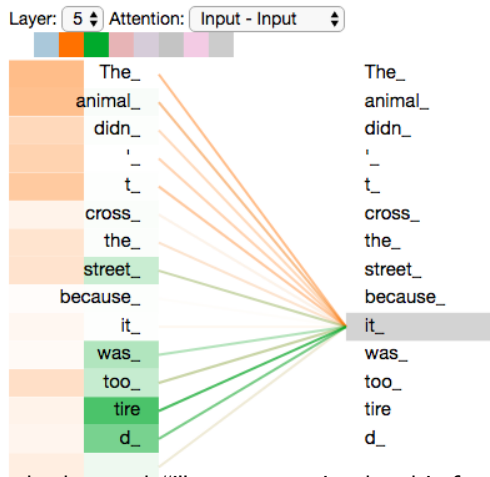 Layer: 5 Attention: Input - Input
The_ The_
animal_ animal_
didn_ didn_
'_ '_
t_ t_
cross_ cross_
the_ the_
street_ street_
because_ because_
it_ it_
was_ was_
too_ too_
tire tire
d_ d_